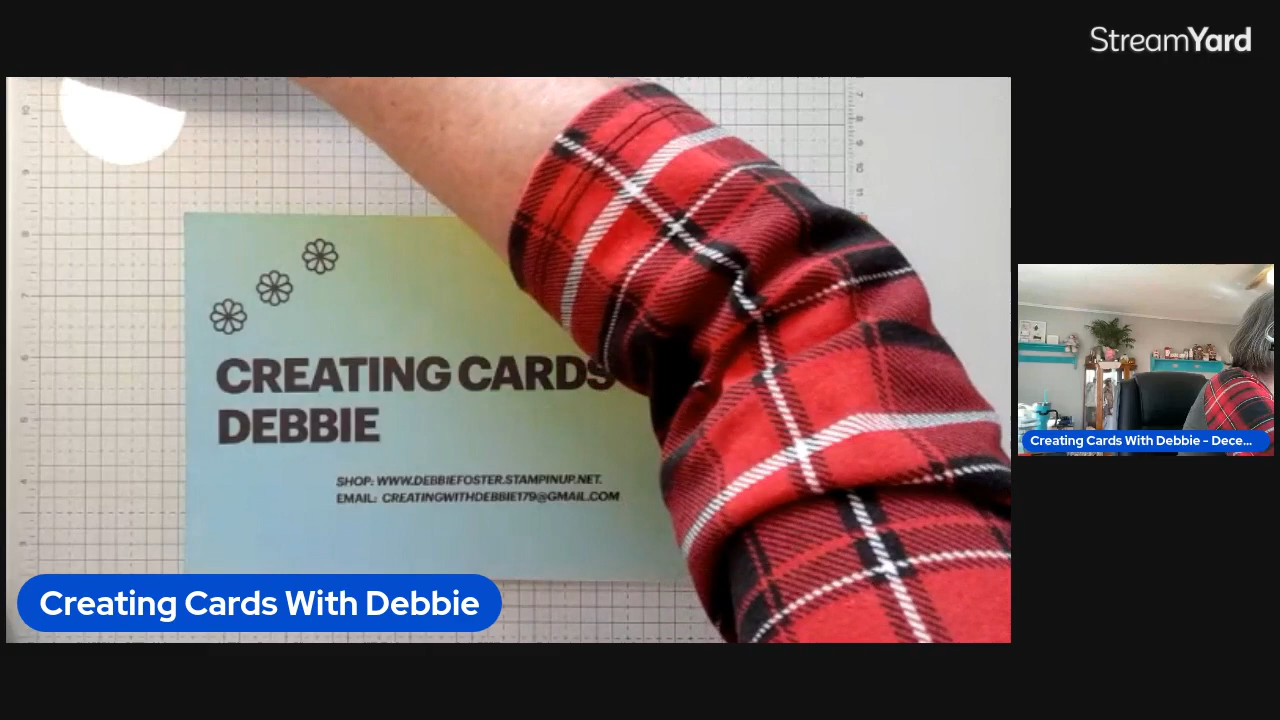 StreamYard
CREATING CARDS
DEBBIE
SHOP: WWW.DEBBIEFOSTER.STAMPINUP.NET.
EMAIL: CREATINGWITHDEBBIE179@GMAIL.COM
Creating Cards With Debbie
Creating Cards With Debbie - Dece...